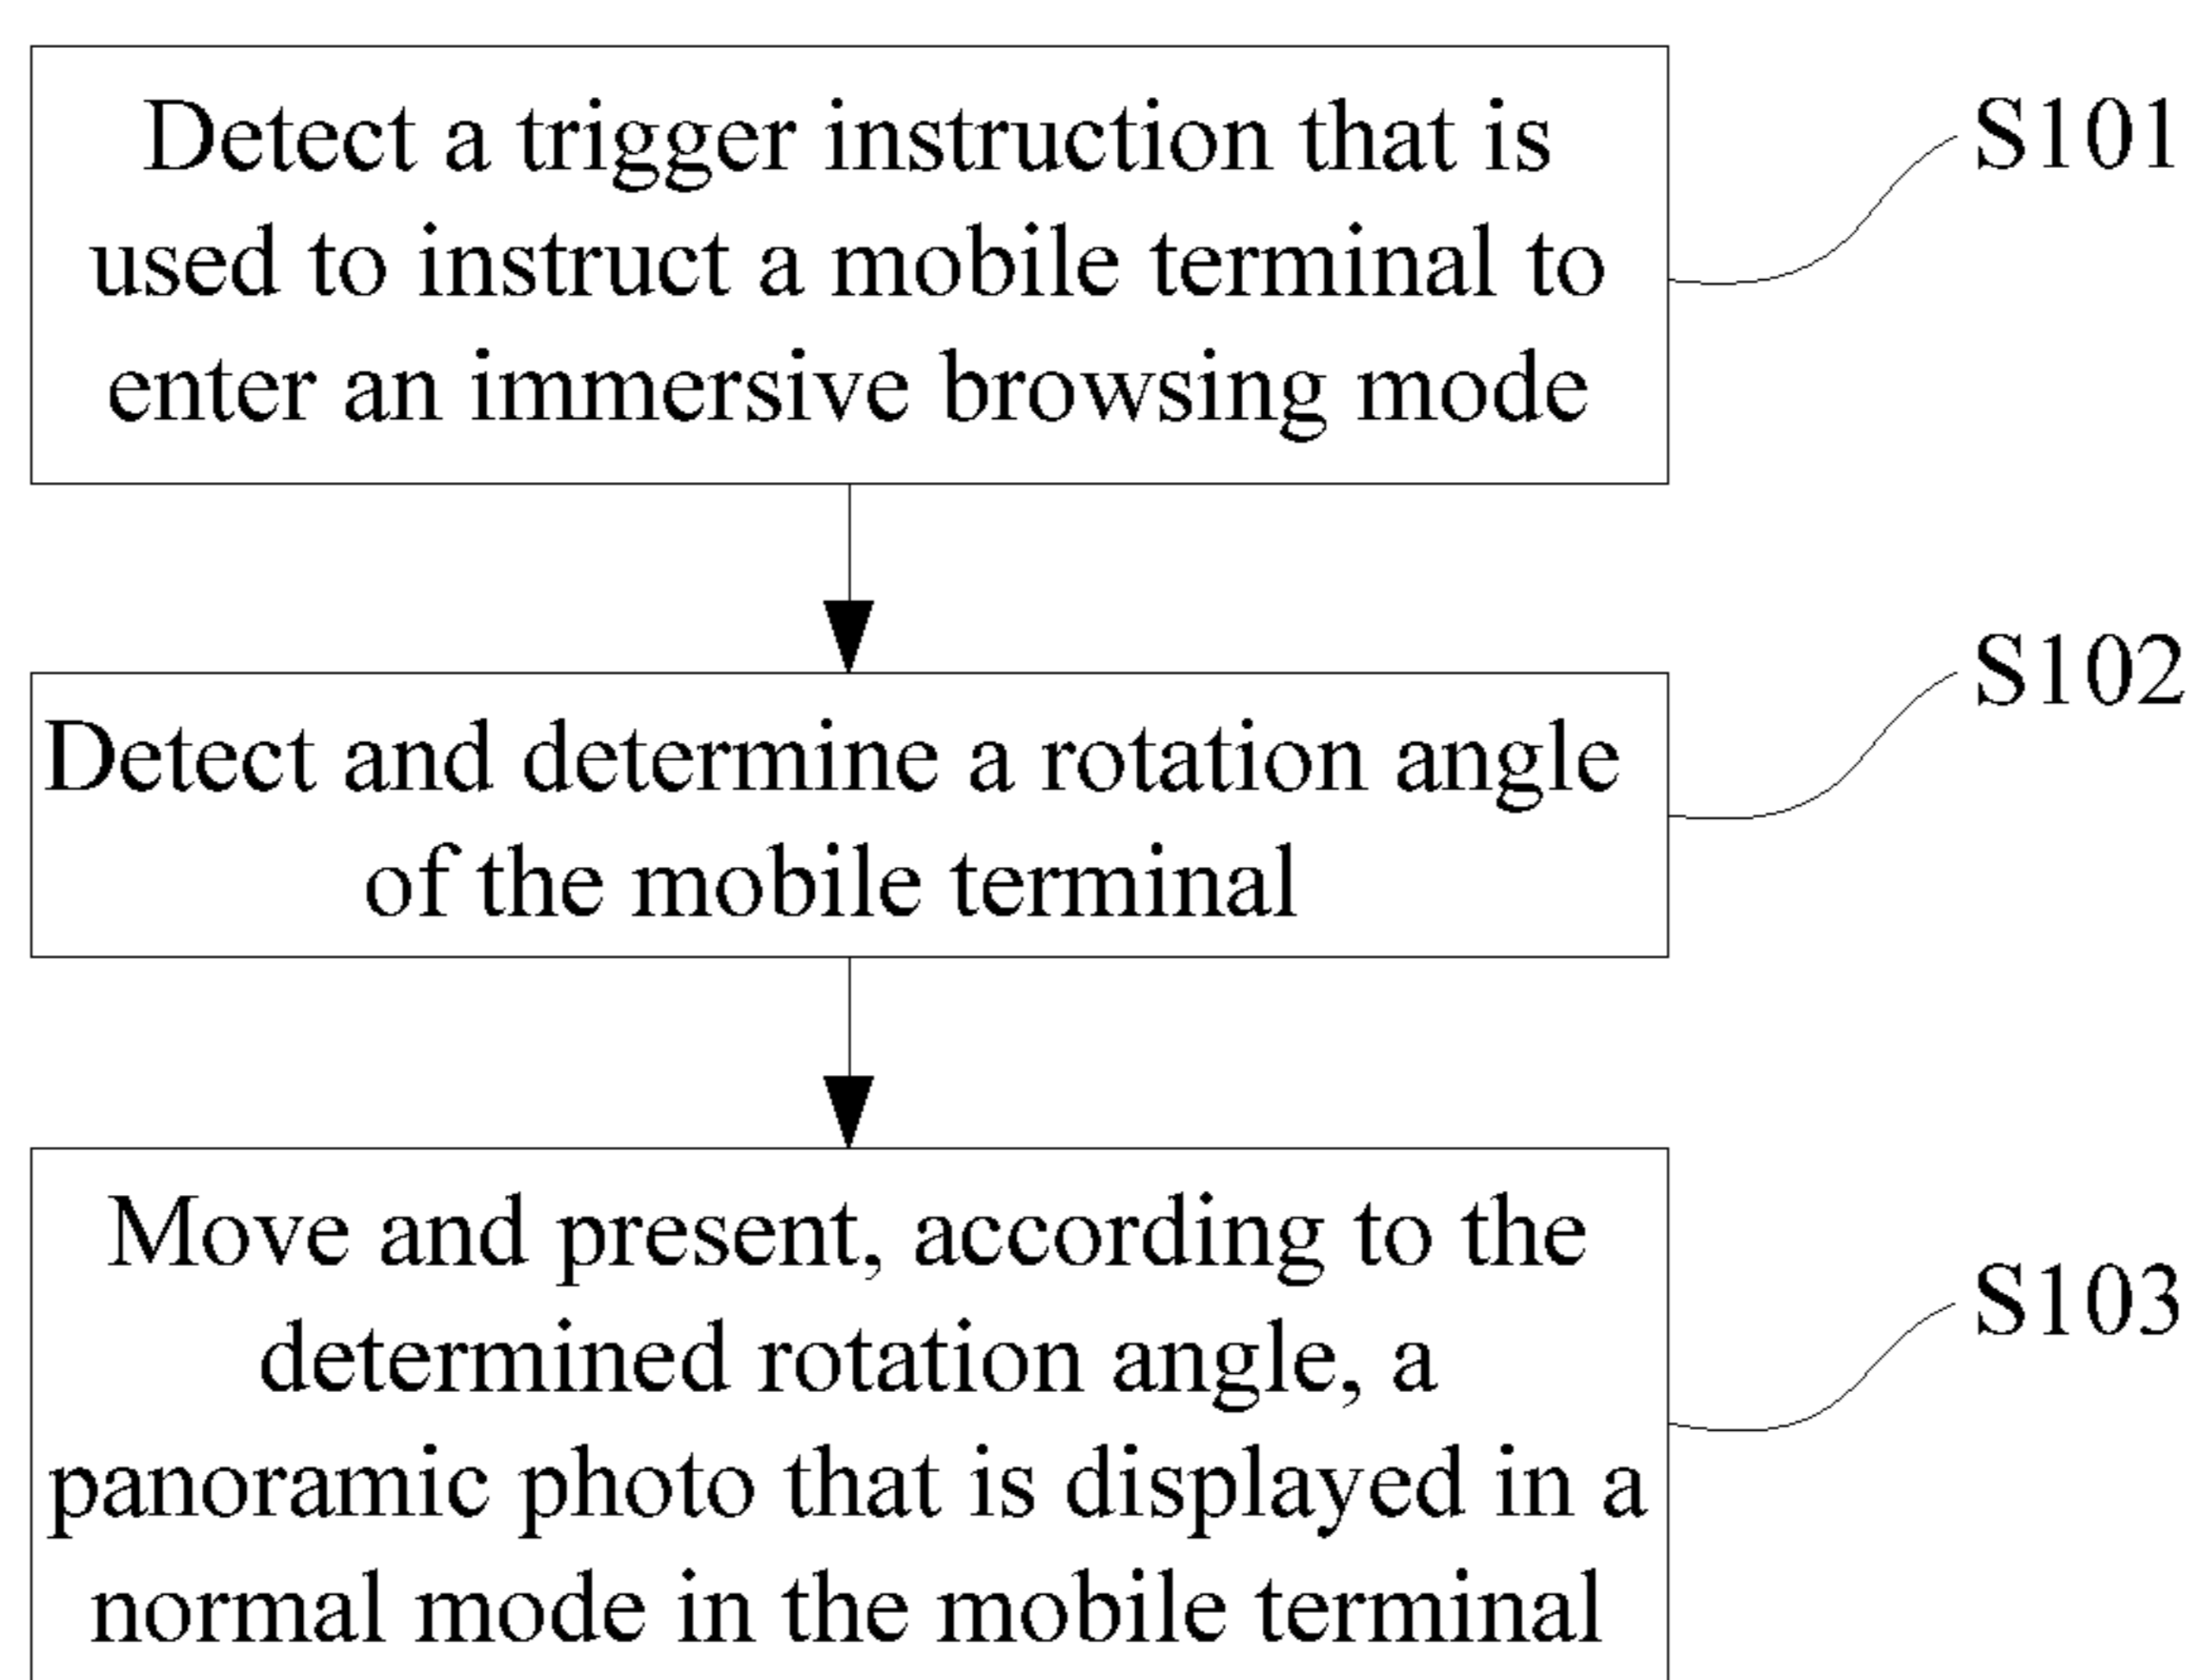 Detect a trigger instruction that is
used to instruct a mobile terminal to
enter an immersive browsing mode
S101
Detect and determine a rotation angle
of the mobile terminal
S102
Move and present, according to the
determined rotation angle, a
panoramic photo that is displayed in a
normal mode in the mobile terminal
S103